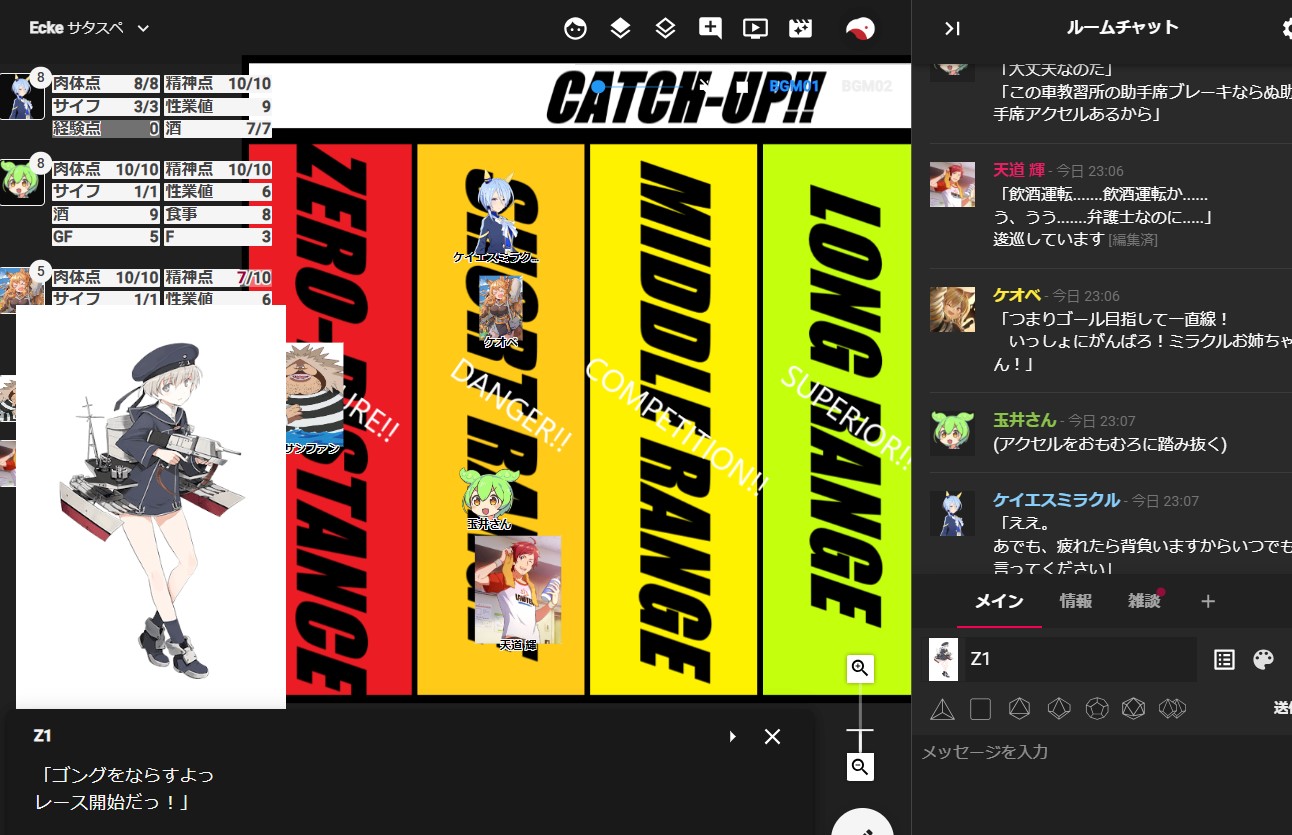 Ecke サタスペ
8
肉体点 8/8 精神点 10/10
サイフ 3/3 性業値 9
経験点 0 酒 7/7
8
肉体点 10/10 精神点 10/10
サイフ 1/1 性業値 6
酒 9 食事 8
GF 5 F 3
5
肉体点 10/10 精神点 7/10
サイフ 1/1 性業値 6
CATCH-UP!!
BGM01 BGM02
SHORT RANGE
DANGER!!
MIDDLE RANGE
COMPETITION!!
LONG RANGE
SUPERIOR!!
ケイエスミラク...
ケオベ
サンファン
玉井さん
天道 輝
Z1
「ゴングをならすよっ
レース開始だっ！」
ルームチャット
「大丈夫なのだ」
「この車教習所の助手席ブレーキならぬ助
手席アクセルあるから」
天道 輝 - 今日 23:06
「飲酒運転.......飲酒運転か......
う、うう.......弁護士なのに.....」
逡巡しています [編集済]
ケオベ - 今日 23:06
「つまりゴール目指して一直線！
　いっしょにがんばろ！ミラクルお姉ちゃ
ん！」
玉井さん - 今日 23:07
(アクセルをおもむろに踏み抜く)
ケイエスミラクル - 今日 23:07
「ええ。
あでも、疲れたら背負いますからいつでも
言ってください」
メイン 情報 雑談
Z1
メッセージを入力